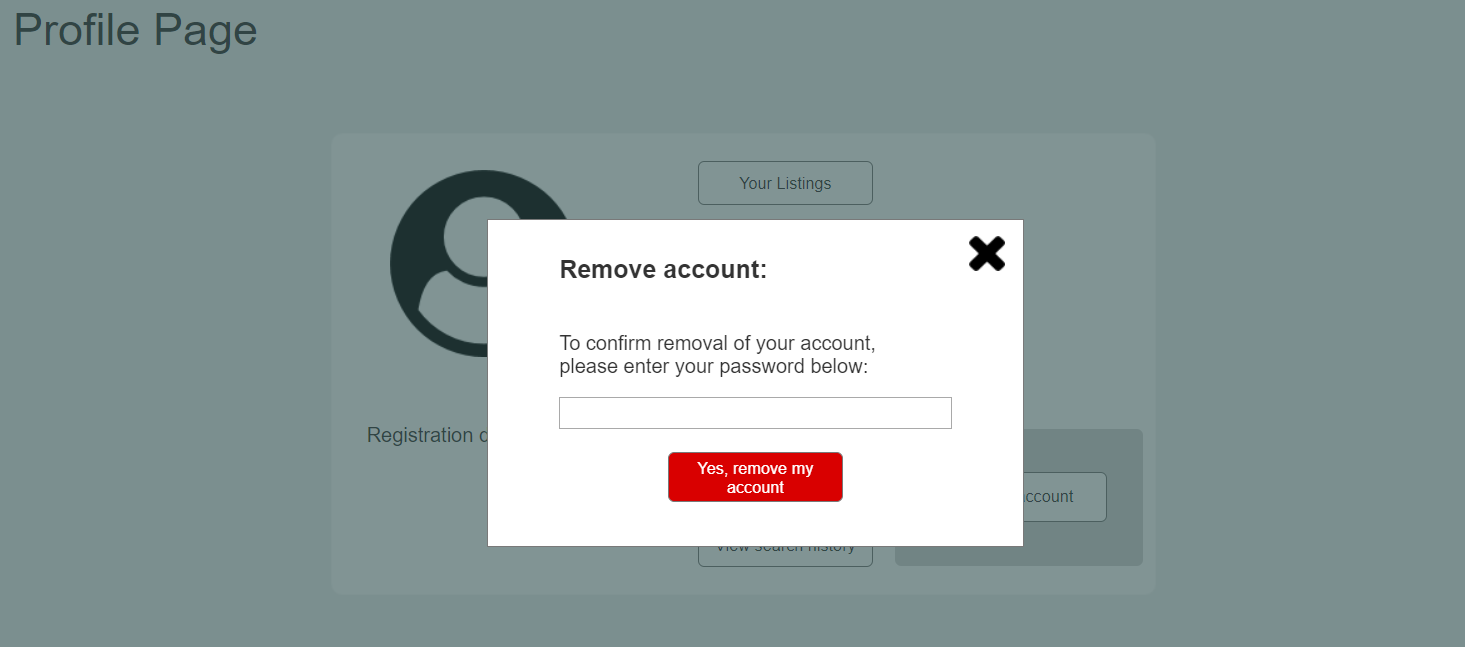 Profile Page
Your Listings
Remove account:
To confirm removal of your account,
please enter your password below:
Registration
Yes, remove my
account
View search history